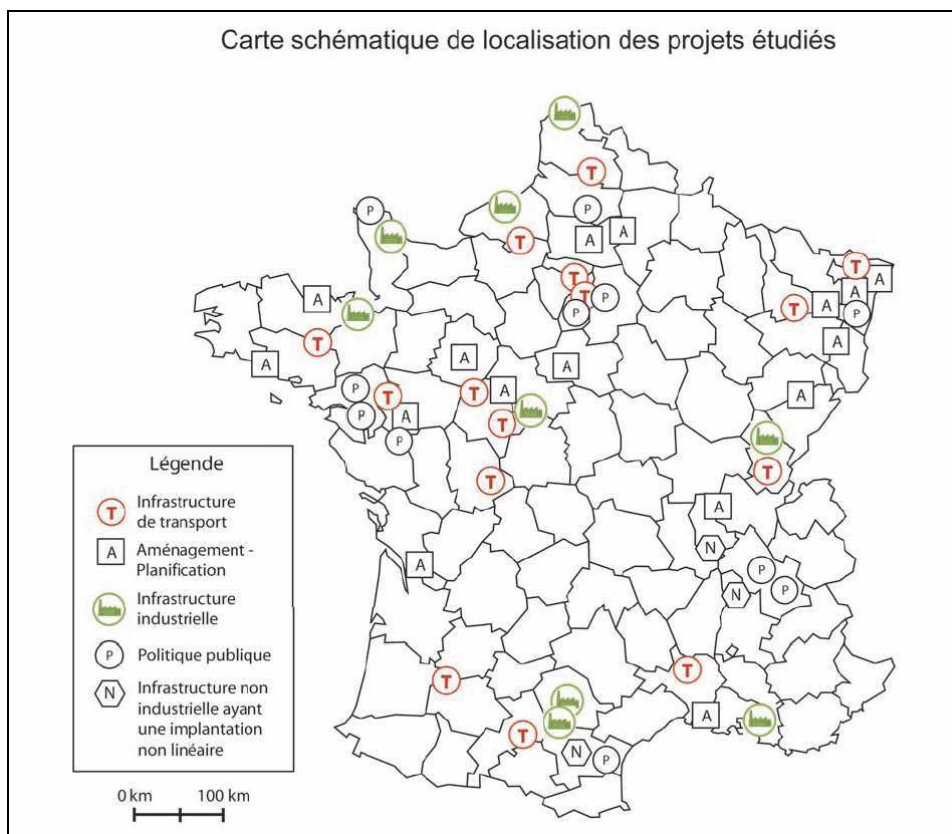 Carte schématique de localisation des projets étudiés
T
P
P
T
A
A
T
T
T
P
P
T
A
A
A
A
T
P
A
A
T
A
A
A
A
P
T
T
A
P
A
P
T
P
T
T
A
N
P
N
P
A
T
T
A
T
N
P
Légende
T Infrastructure
de transport
A Aménagement -
Planification
Infrastructure
industrielle
P Politique publique
N Infrastructure non
industrielle ayant
une implantation
non linéaire
0 km 100 km